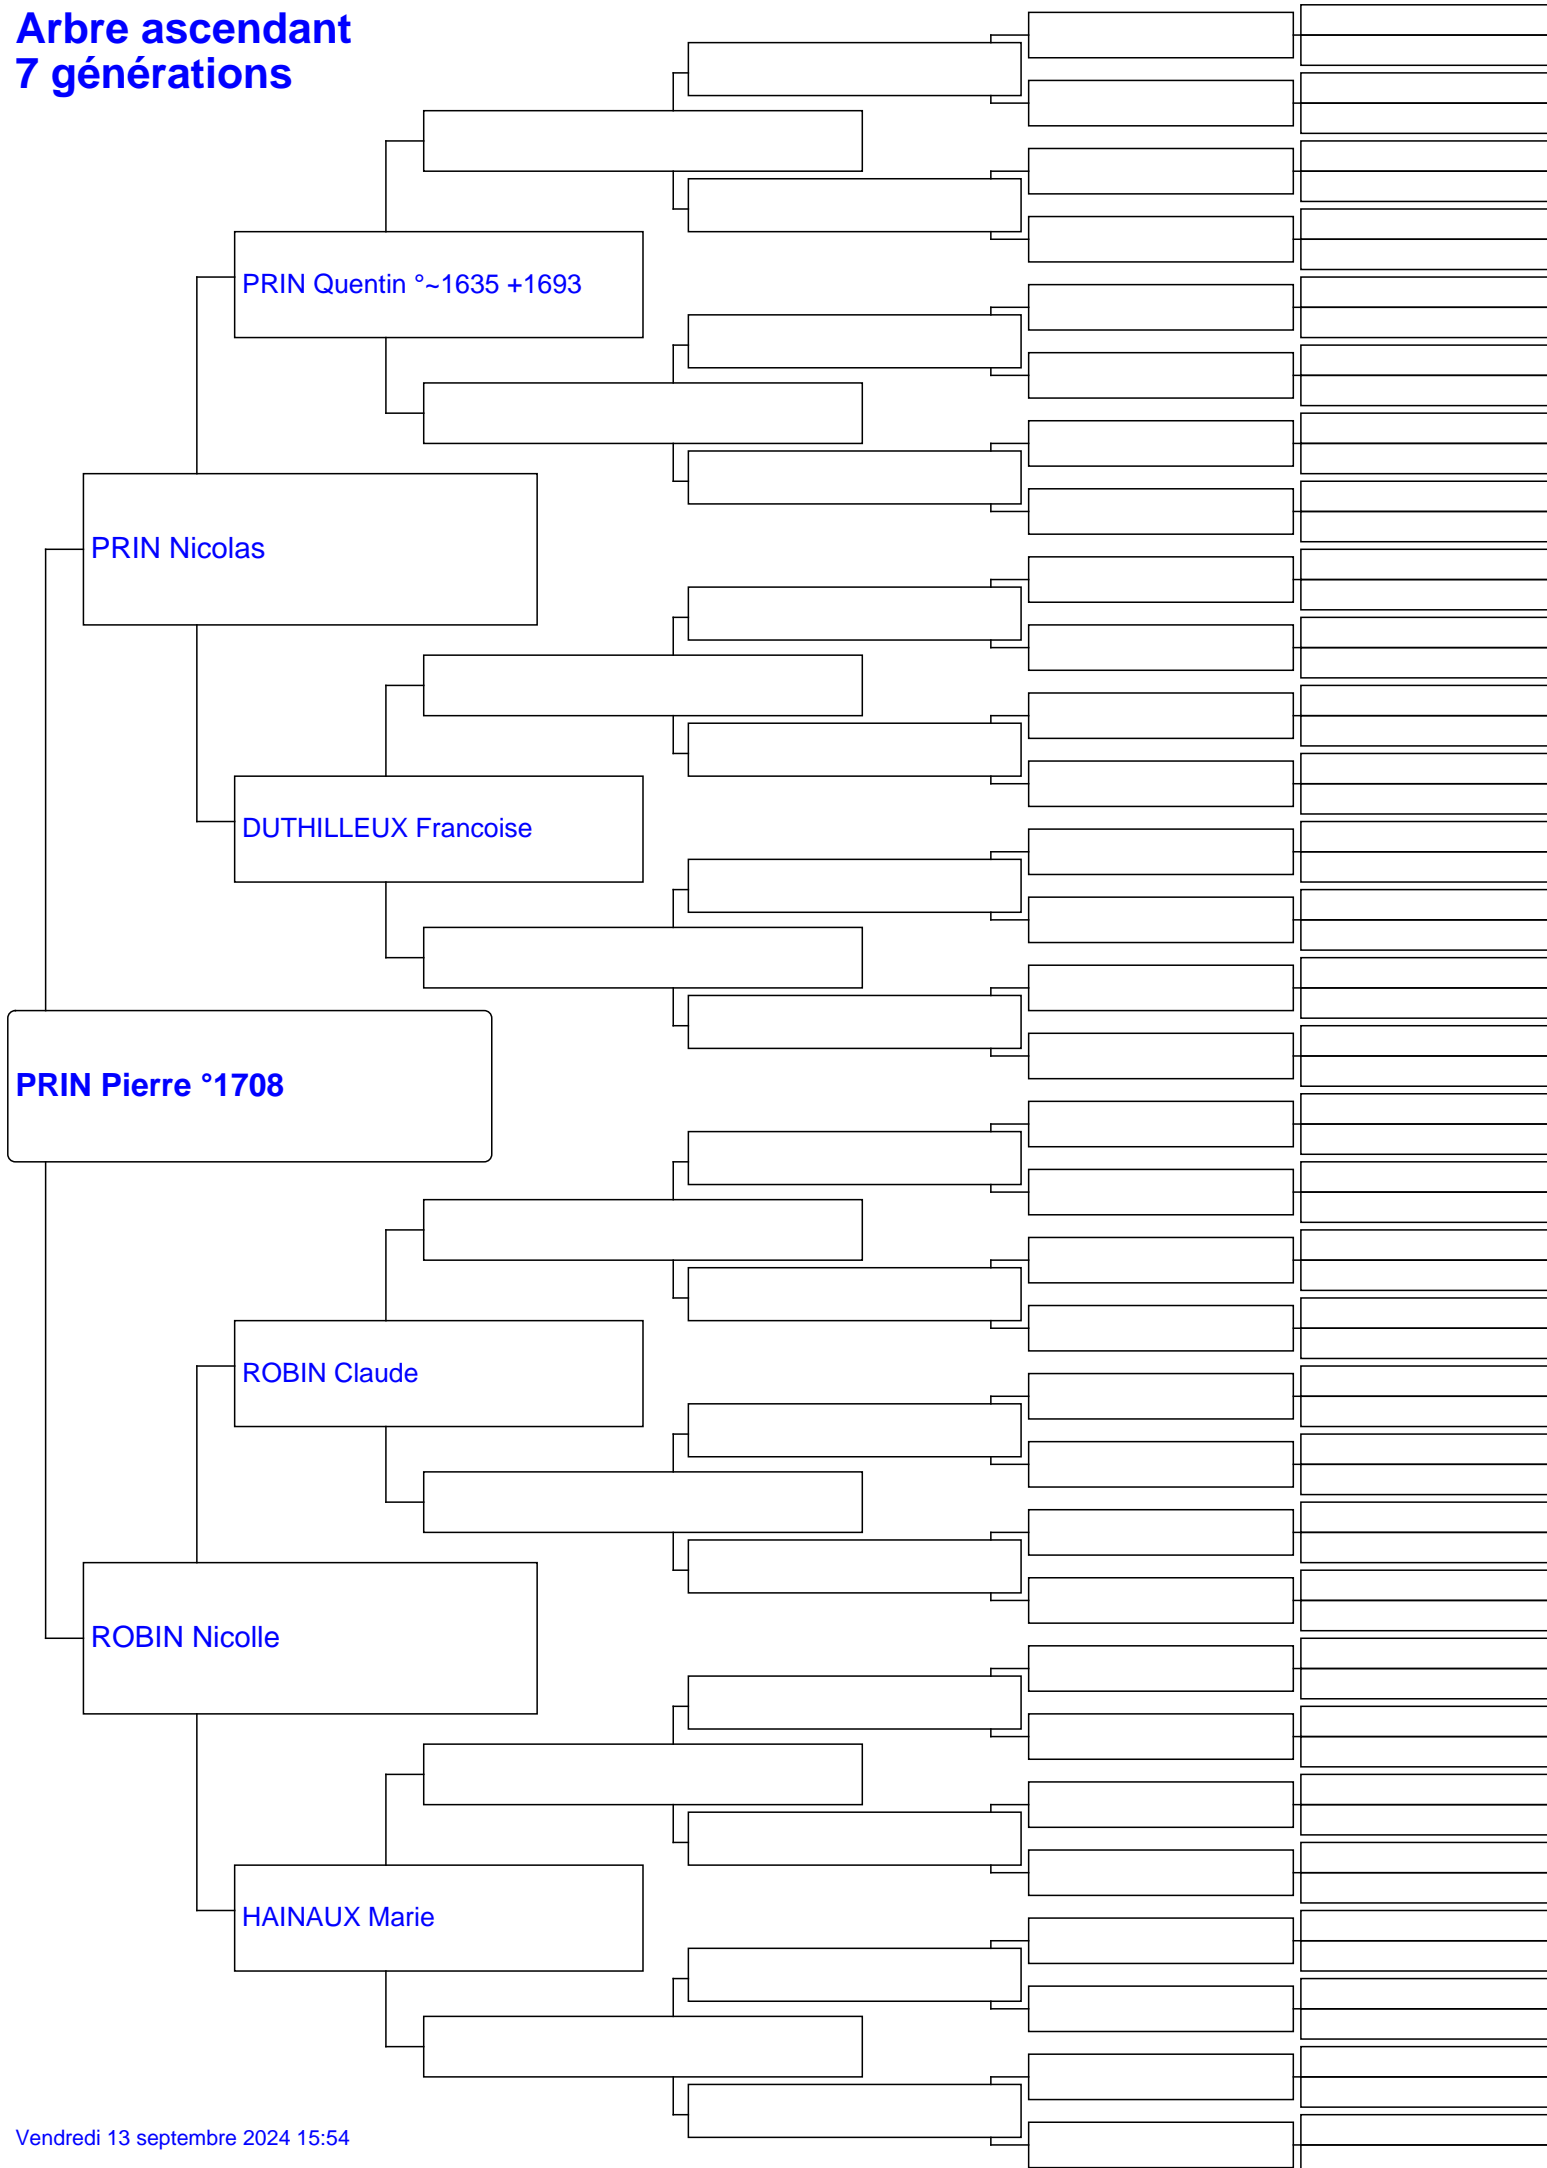 Arbre ascendant
7 générations
PRIN Quentin °~1635 +1693
PRIN Nicolas
DUTHILLEUX Francoise
PRIN Pierre °1708
ROBIN Claude
ROBIN Nicolle
HAINAUX Marie
Vendredi 13 septembre 2024 15:54